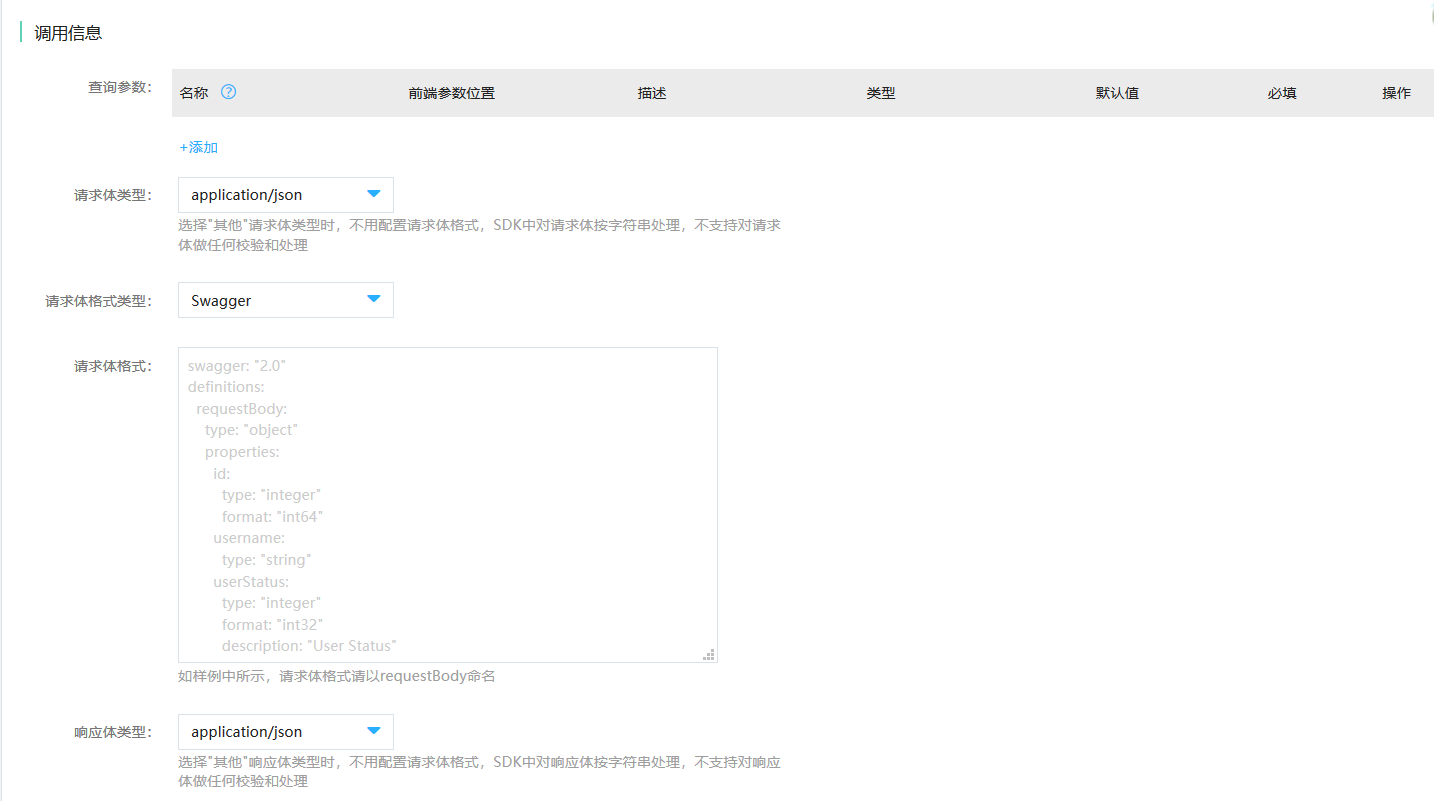 调用信息
查询参数：
名称 ? 前端参数位置 描述 类型 默认值 必填 操作
+添加
请求体类型： application/json
选择"其他"请求体类型时，不用配置请求体格式，SDK中对请求体按字符串处理，不支持对请求
体做任何校验和处理
请求体格式类型： Swagger
请求体格式：
swagger: "2.0"
definitions:
requestBody:
type: "object"
properties:
id:
type: "integer"
format: "int64"
username:
type: "string"
userStatus:
type: "integer"
format: "int32"
description: "User Status"
如样例中所示，请求体格式请以requestBody命名
响应体类型： application/json
选择"其他"响应体类型时，不用配置请求体格式，SDK中对响应体按字符串处理，不支持对响应
体做任何校验和处理